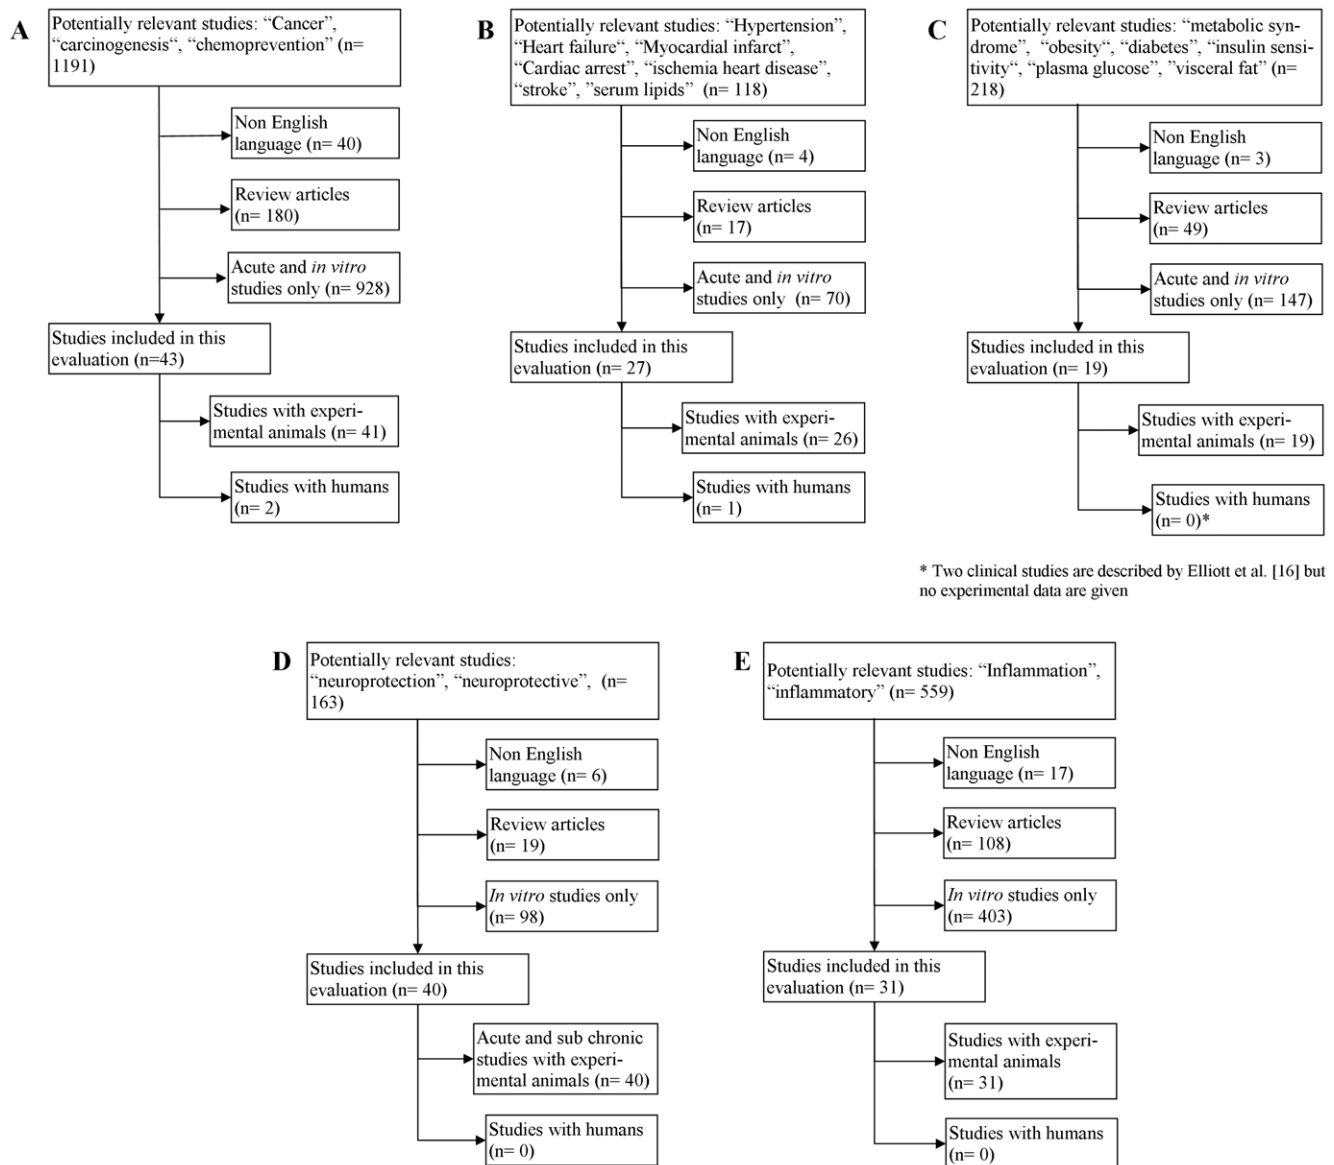 A
Potentially relevant studies: “Cancer”,
“carcinogenesis“, “chemoprevention” (n=
1191)
Non English
language (n= 40)
Review articles
(n= 180)
Acute and in vitro
studies only (n= 928)
Studies included in this
evaluation (n=43)
Studies with experi-
mental animals (n= 41)
Studies with humans
(n= 2)
B
Potentially relevant studies: “Hypertension”,
“Heart failure“, “Myocardial infarct”,
“Cardiac arrest”, “ischemia heart disease”,
“stroke”, ”serum lipids” (n= 118)
Non English
language (n= 4)
Review articles
(n= 17)
Acute and in vitro
studies only (n= 70)
Studies included in this
evaluation (n= 27)
Studies with experi-
mental animals (n= 26)
Studies with humans
(n= 1)
C
Potentially relevant studies: “metabolic syn-
drome”, “obesity“, “diabetes”, “insulin sensi-
tivity“, “plasma glucose”, ”visceral fat” (n=
218)
Non English
language (n= 3)
Review articles
(n= 49)
Acute and in vitro
studies only (n= 147)
Studies included in this
evaluation (n= 19)
Studies with experi-
mental animals (n= 19)
Studies with humans
(n= 0)*
* Two clinical studies are described by Elliott et al. [16] but
no experimental data are given
D
Potentially relevant studies:
“neuroprotection”, “neuroprotective”, (n=
163)
Non English
language (n= 6)
Review articles
(n= 19)
In vitro studies only
(n= 98)
Studies included in this
evaluation (n= 40)
Acute and sub chronic
studies with experi-
mental animals (n= 40)
Studies with humans
(n= 0)
E
Potentially relevant studies: “Inflammation”,
“inflammatory” (n= 559)
Non English
language (n= 17)
Review articles
(n= 108)
In vitro studies only
(n= 403)
Studies included in this
evaluation (n= 31)
Studies with experi-
mental animals
(n= 31)
Studies with humans
(n= 0)